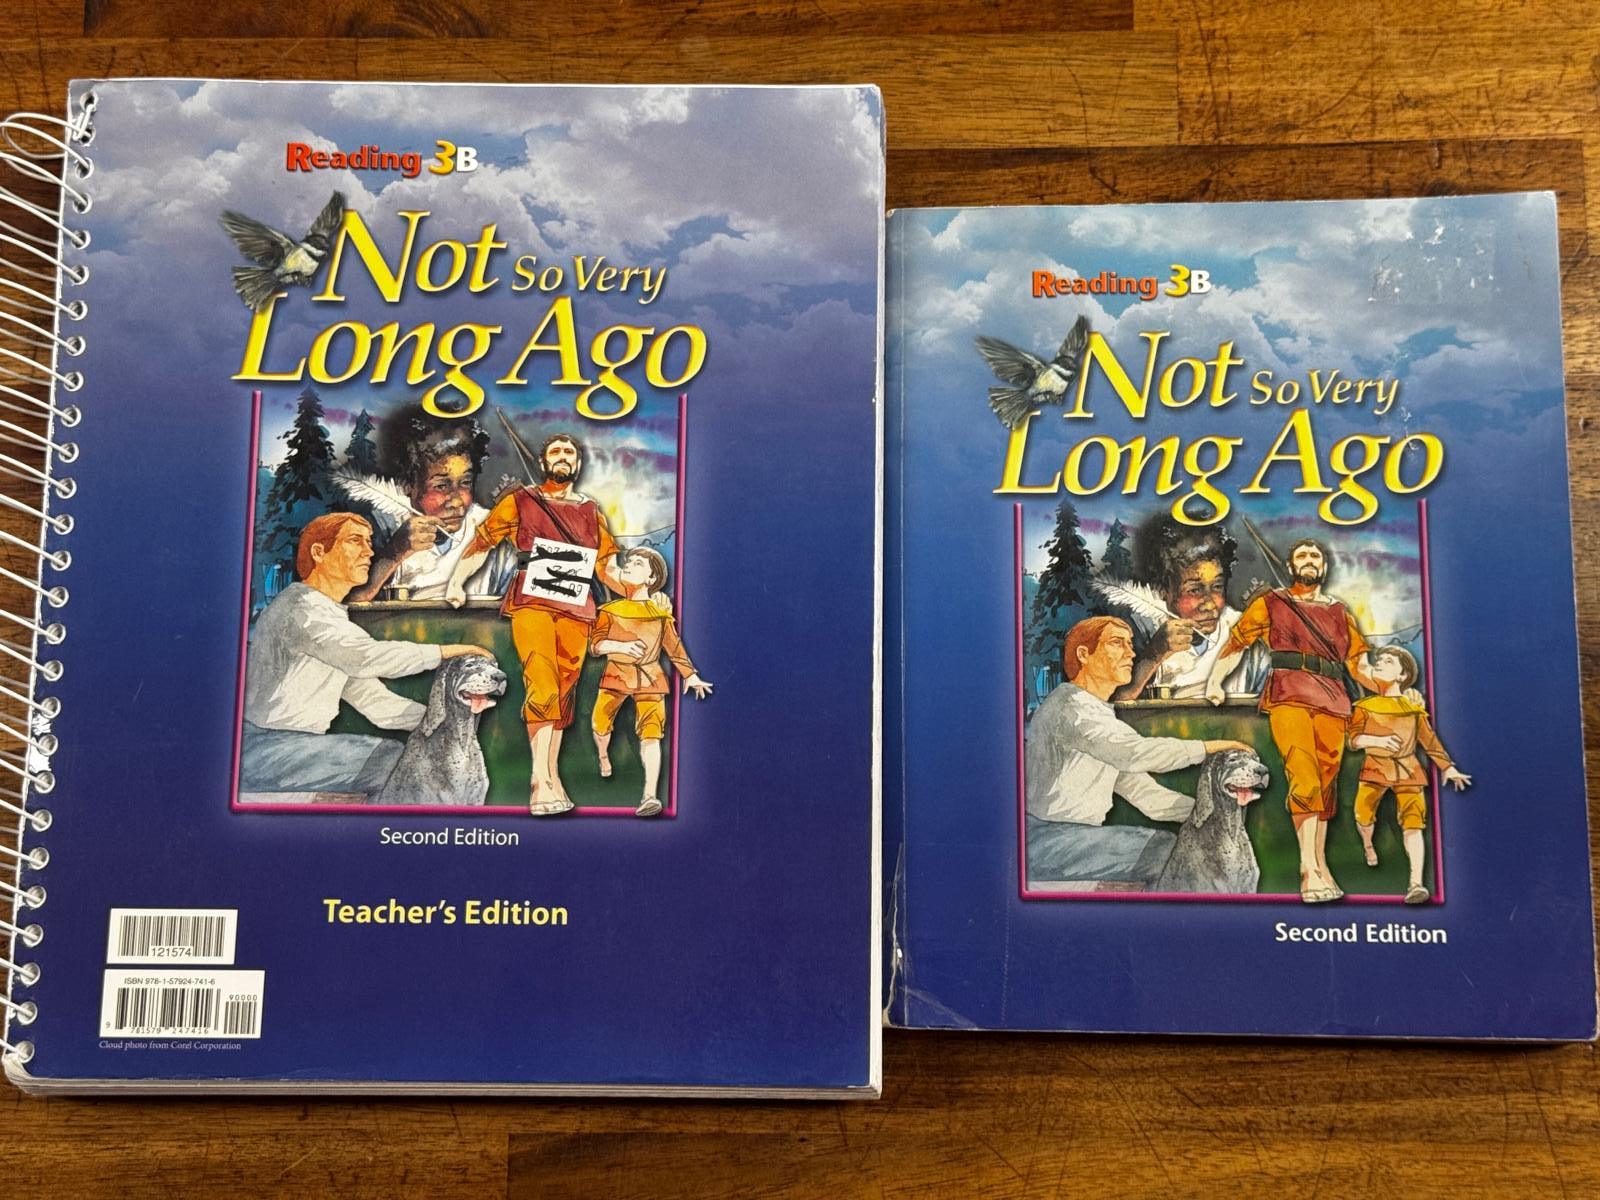 Reading 3B
Not So Very
Long Ago
Second Edition
Teacher's Edition
121574
ISBN 978-1-57924-741-6
90000
9 781579 247416
Cloud photo from Corel Corporation
Reading 3B
Not So Very
Long Ago
Second Edition